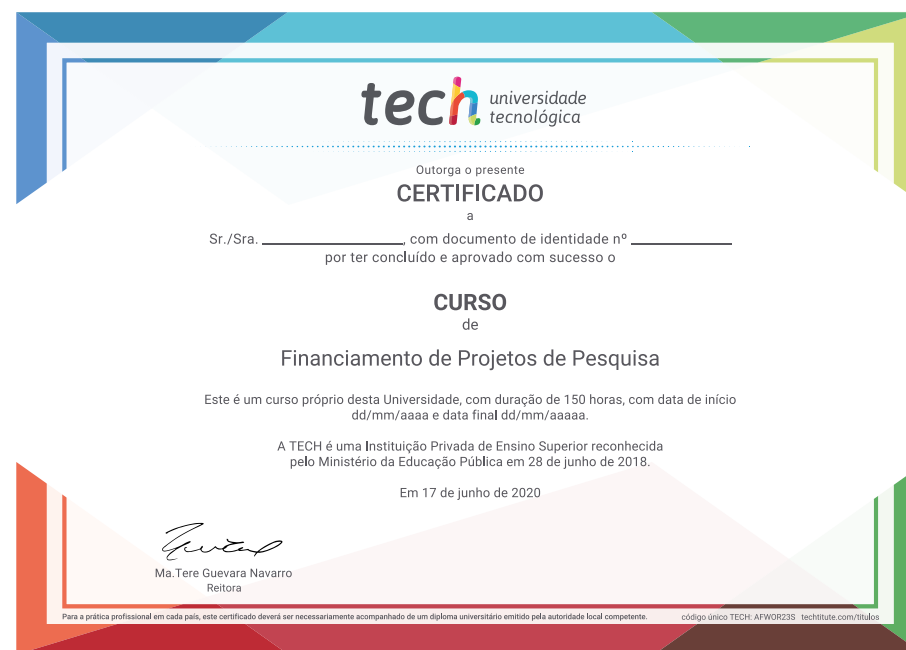 tech universidade
tecnológica
Outorga o presente
CERTIFICADO
a
Sr./Sra. , com documento de identidade nº
por ter concluído e aprovado com sucesso o
CURSO
de
Financiamento de Projetos de Pesquisa
Este é um curso próprio desta Universidade, com duração de 150 horas, com data de início
dd/mm/aaaa e data final dd/mm/aaaaa.
A TECH é uma Instituição Privada de Ensino Superior reconhecida
pelo Ministério da Educação Pública em 28 de junho de 2018.
Em 17 de junho de 2020
Ma.Tere Guevara Navarro
Reitora
Para a prática profissional em cada país, este certificado deverá ser necessariamente acompanhado de um diploma universitário emitido pela autoridade local competente. código único TECH: AFWOR23S techtitute.com/titulos